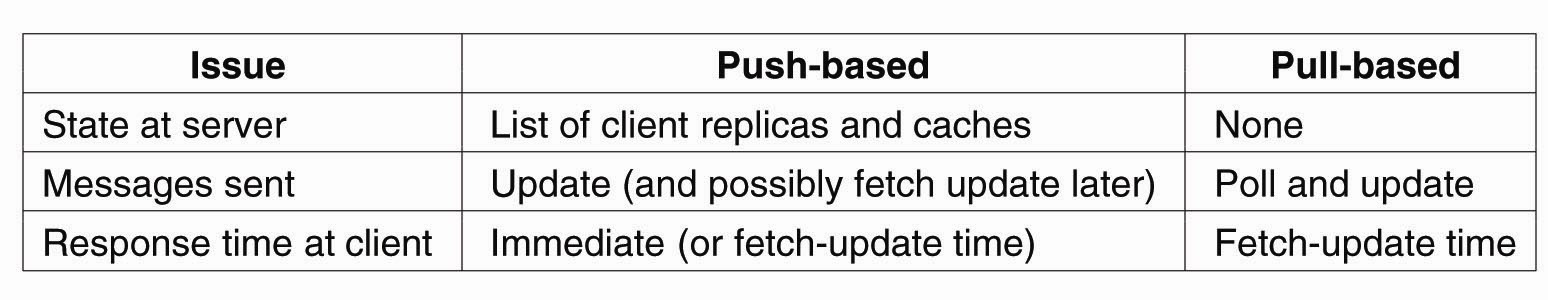 Issue Push-based Pull-based
State at server List of client replicas and caches None
Messages sent Update (and possibly fetch update later) Poll and update
Response time at client Immediate (or fetch-update time) Fetch-update time